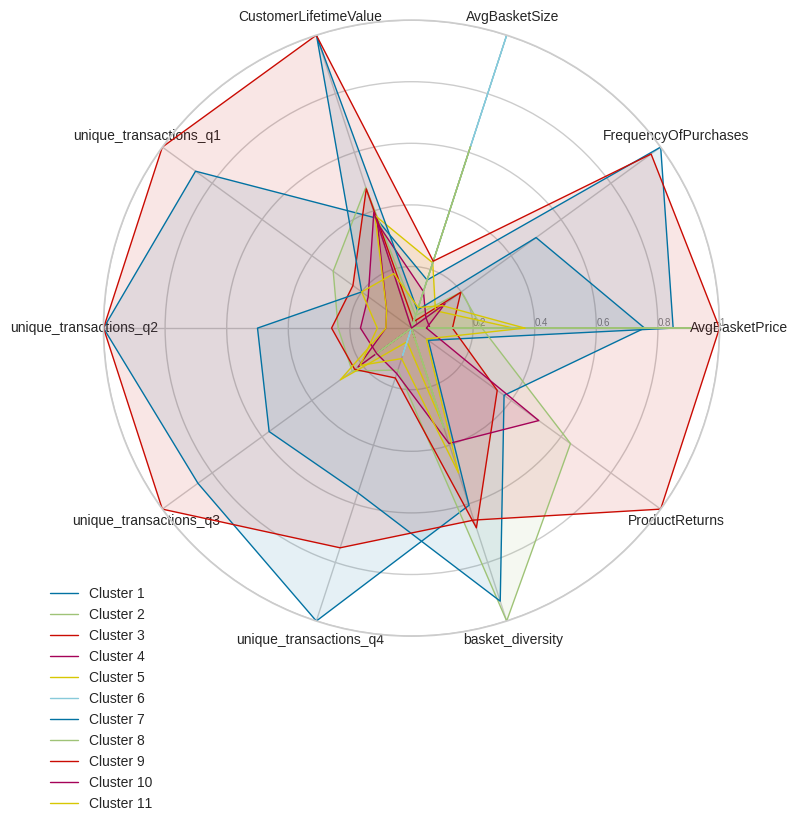 CustomerLifetimeValue
AvgBasketSize
unique_transactions_q1
FrequencyOfPurchases
unique_transactions_q2
0.2
0.4
0.6
0.8
1
AvgBasketPrice
unique_transactions_q3
ProductReturns
unique_transactions_q4
basket_diversity
Cluster 1
Cluster 2
Cluster 3
Cluster 4
Cluster 5
Cluster 6
Cluster 7
Cluster 8
Cluster 9
Cluster 10
Cluster 11